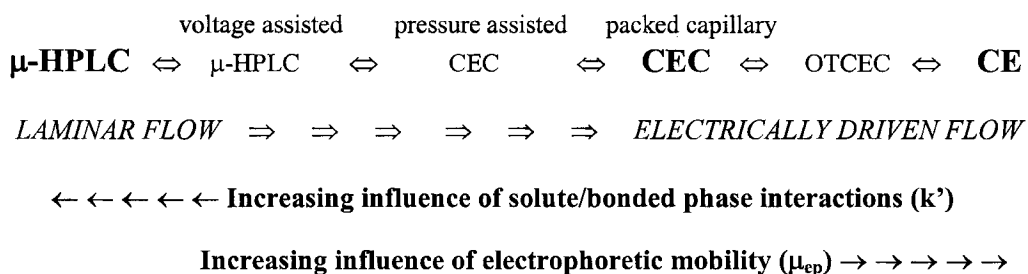 voltage assisted pressure assisted packed capillary
μ-HPLC ⇔ μ-HPLC ⇔ CEC ⇔ CEC ⇔ OTCEC ⇔ CE
LAMINAR FLOW ⇒ ⇒ ⇒ ⇒ ⇒ ⇒ ELECTRICALLY DRIVEN FLOW
← ← ← ← ← Increasing influence of solute/bonded phase interactions (k')
Increasing influence of electrophoretic mobility (μep) → → → → →